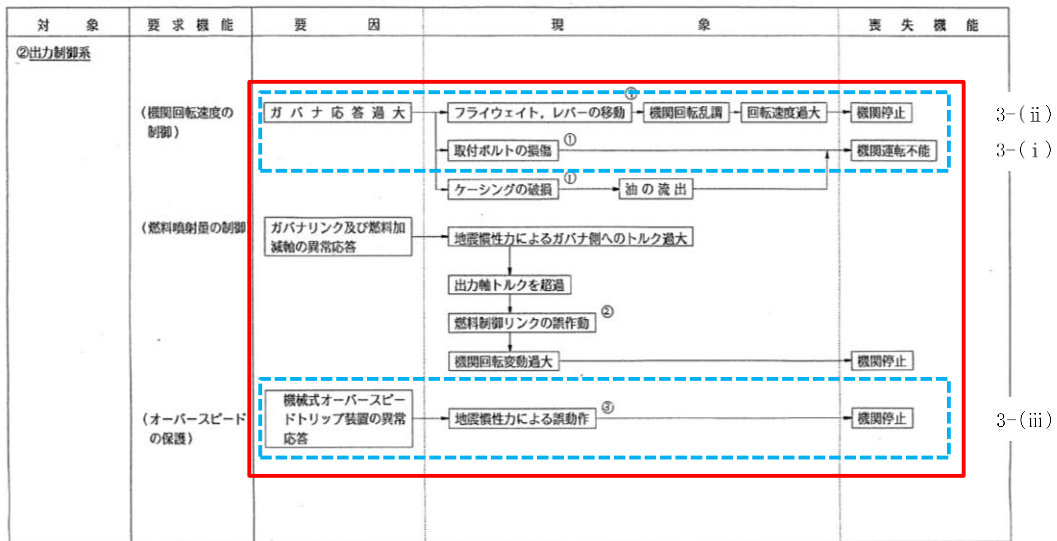 対象 要求機能 要因 現象 喪失機能
②出力制御系
(機関回転速度の
制御)
ガバナ応答過大
フライウェイト，レバーの移動
機関回転乱調
回転速度過大
機関停止
3-(ⅱ)
取付ボルトの損傷
①
機関運転不能
3-(ⅰ)
ケーシングの破損
①
油の流出
(燃料噴射量の制御
ガバナリンク及び燃料加
減軸の異常応答
地震慣性力によるガバナ側へのトルク過大
出力軸トルクを超過
燃料制御リンクの誤作動
②
機関回転変動過大
機関停止
(オーバースピード
の保護)
機械式オーバースピー
ドトリップ装置の異常
応答
地震慣性力による誤動作
③
機関停止
3-(ⅲ)